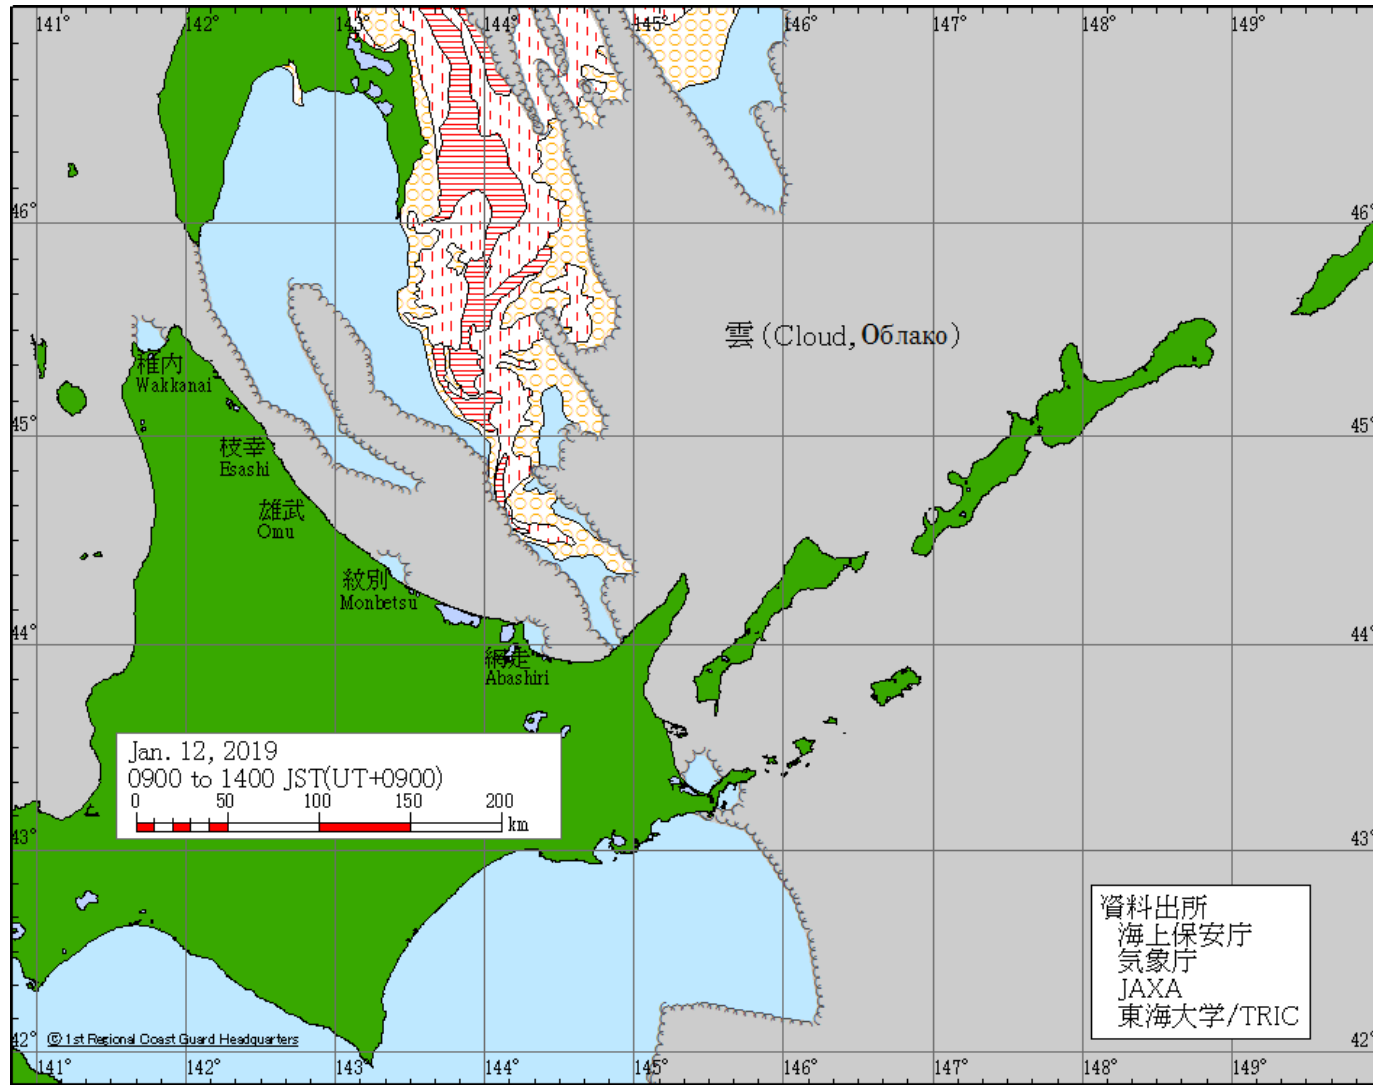 141° 142° 143° 144° 145° 146° 147° 148° 149°
46° 46°
雲 (Cloud, Облако)
稚内
Wakkanai
45° 45°
枝幸
Esashi
雄武
Omu
紋別
Monbetsu
44° 44°
網走
Abashiri
Jan. 12, 2019
0900 to 1400 JST(UT+0900)
0 50 100 150 200
km
43° 43°
資料出所
海上保安庁
気象庁
JAXA
東海大学/TRIC
42° 42°
© 1st Regional Coast Guard Headquarters
141° 142° 143° 144° 145° 146° 147° 148° 149°